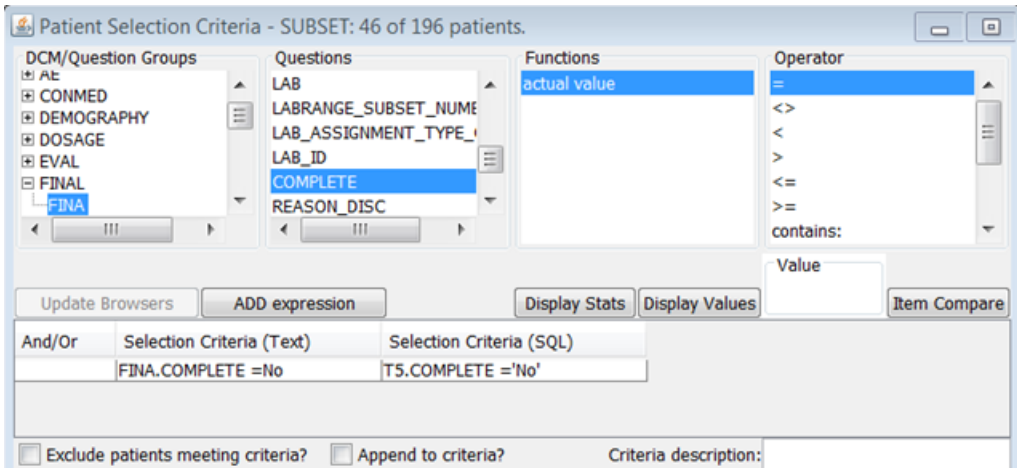 Patient Selection Criteria - SUBSET: 46 of 196 patients.
DCM/Question Groups
AE
CONMED
DEMOGRAPHY
DOSAGE
EVAL
FINAL
FINA
Questions
LAB
LABRANGE_SUBSET_NUME
LAB_ASSIGNMENT_TYPE_
LAB_ID
COMPLETE
REASON_DISC
Functions
actual value
Operator
=
<>
<
>
<=
>=
contains:
Value
Update Browsers
ADD expression
Display Stats
Display Values
Item Compare
And/Or Selection Criteria (Text) Selection Criteria (SQL)
FINA.COMPLETE =No T5.COMPLETE ='No'
Exclude patients meeting criteria? Append to criteria? Criteria description: